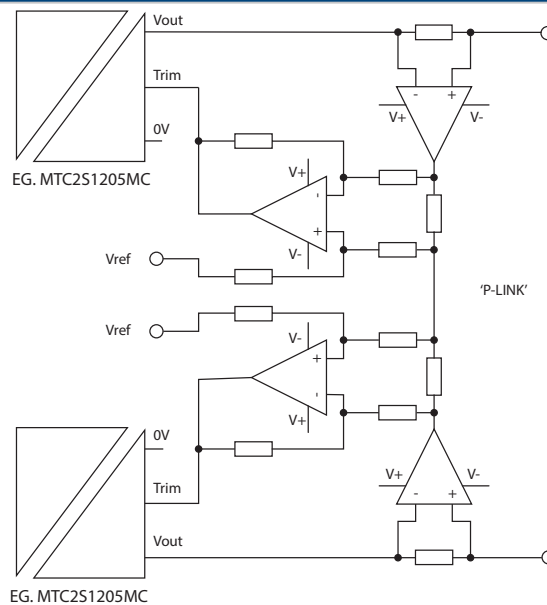 Vout
- +
Trim
V+ V-
0V
EG. MTC2S1205MC
V+
-
+
V-
Vref
'P-LINK'
Vref
V-
+
-
V+
0V
V+ V-
Trim
- +
Vout
EG. MTC2S1205MC